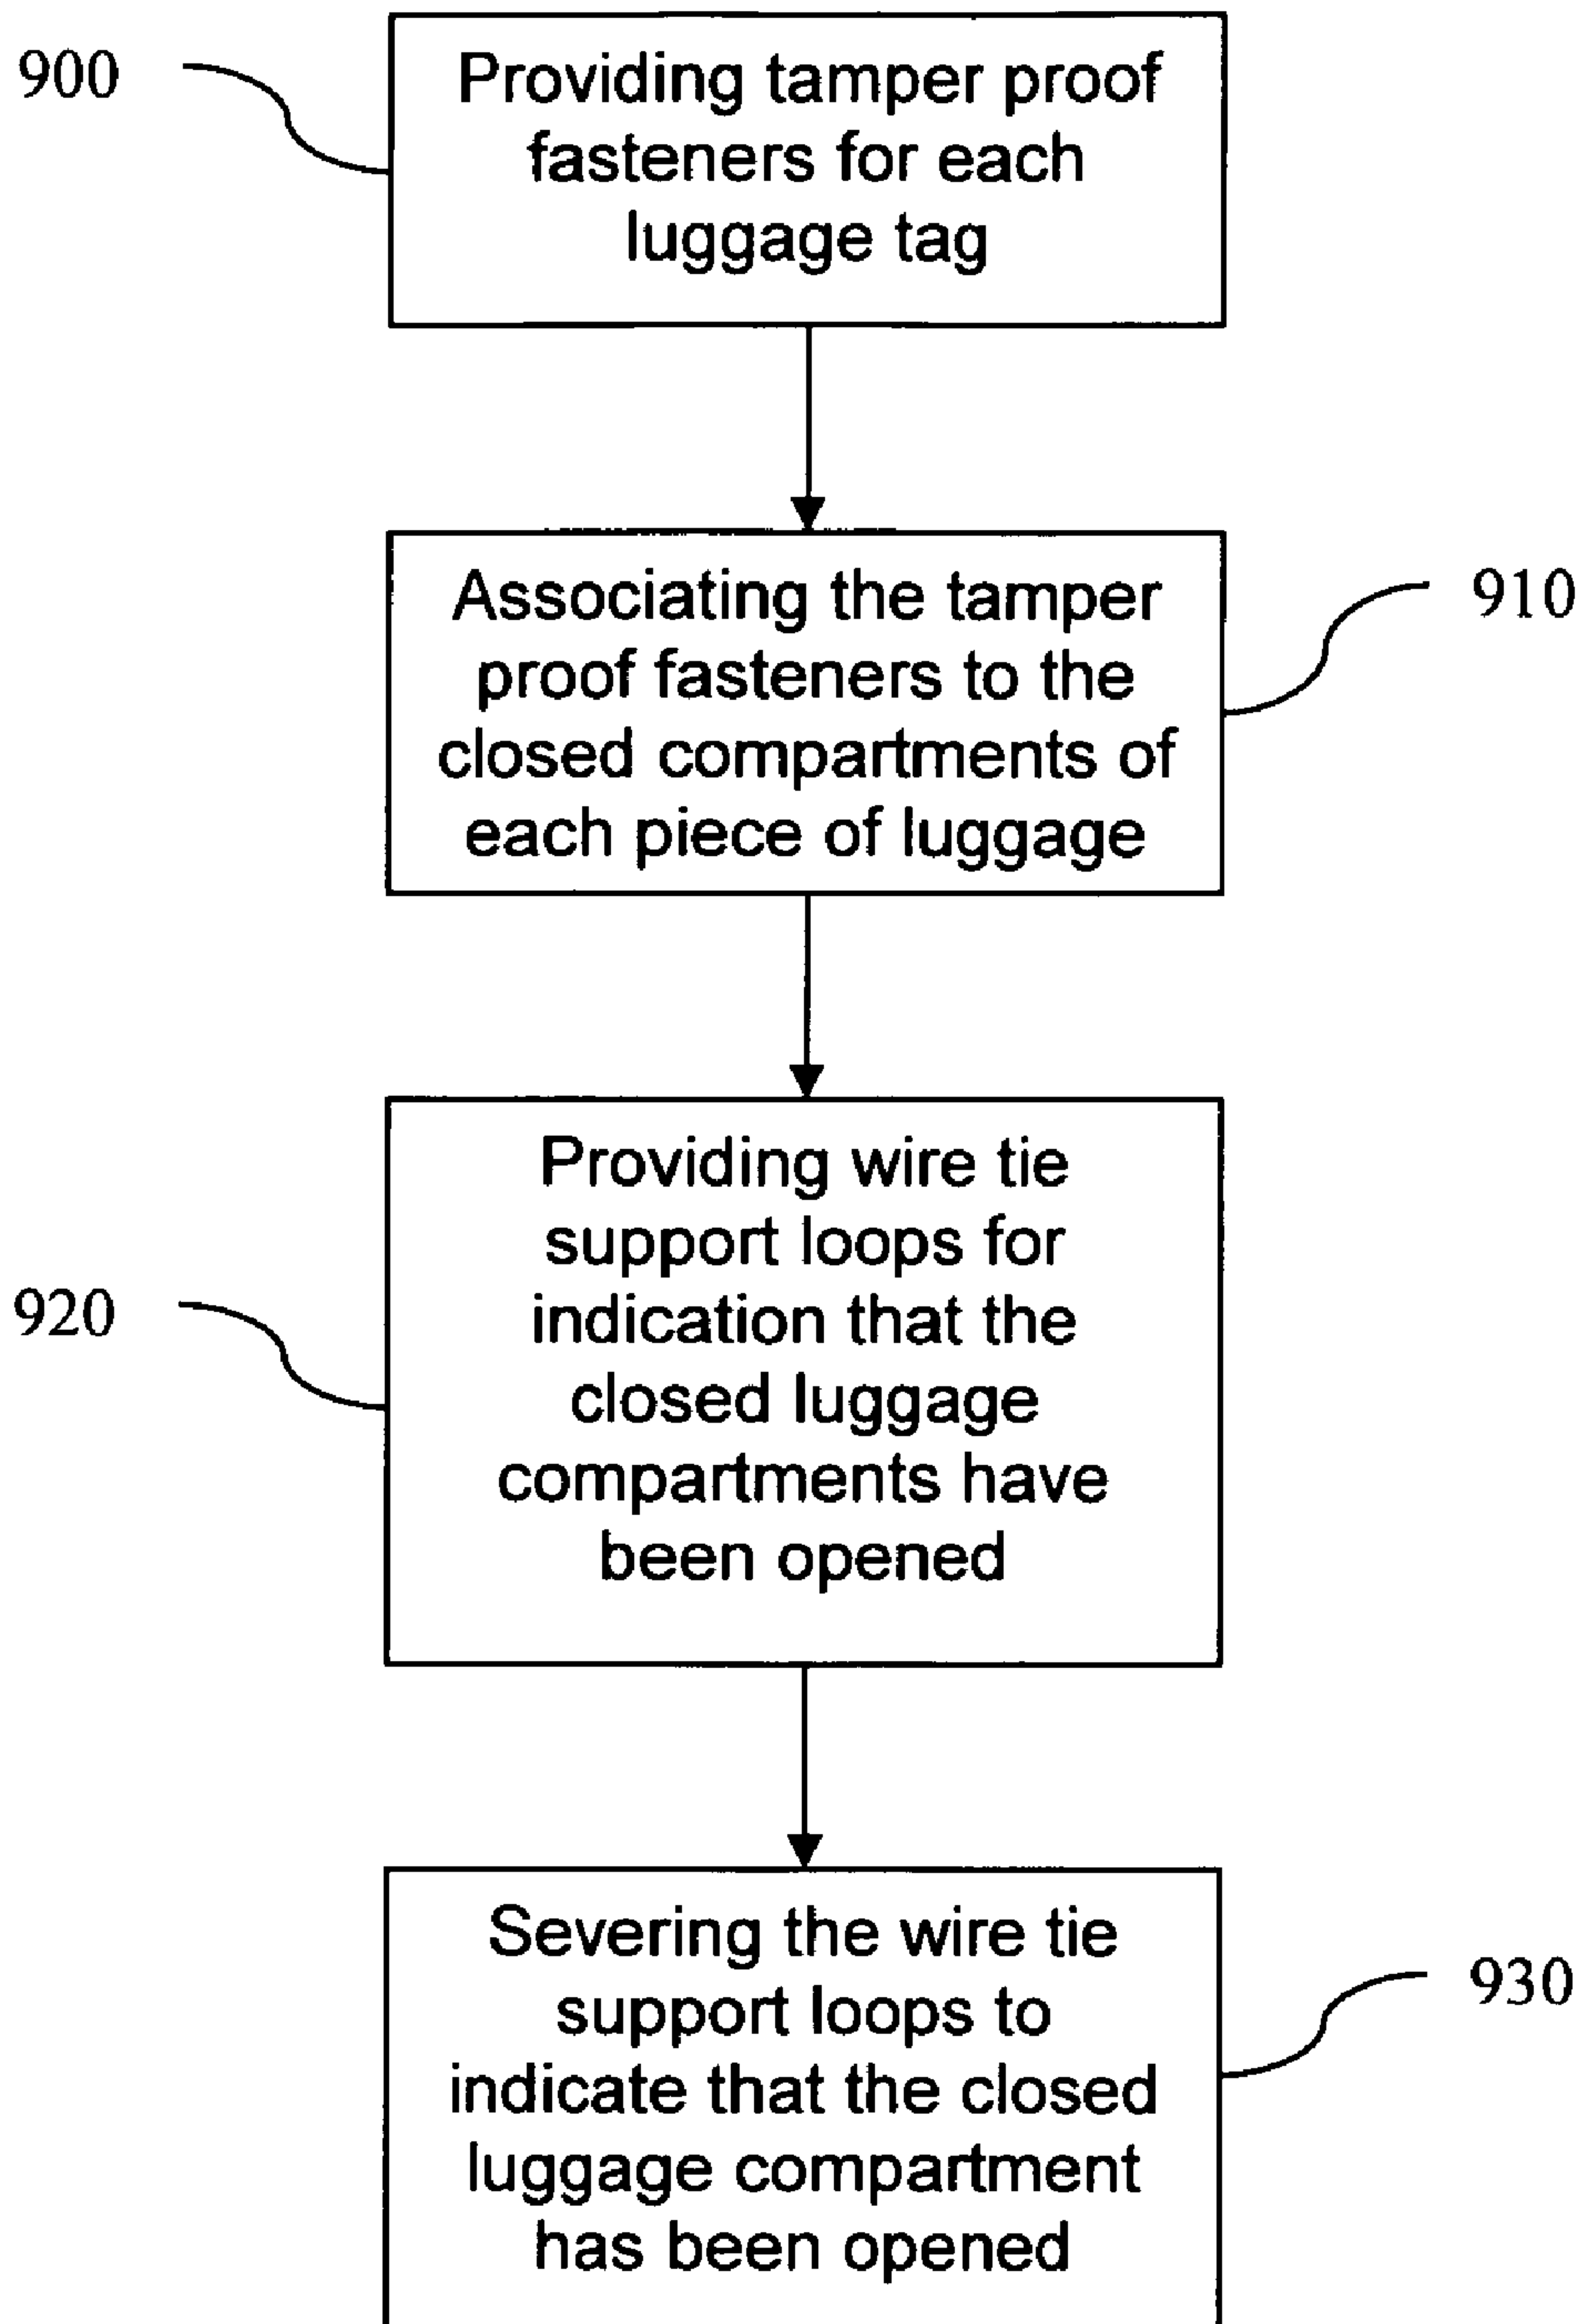 900
Providing tamper proof
fasteners for each
luggage tag
Associating the tamper
proof fasteners to the
closed compartments of
each piece of luggage
910
Providing wire tie
support loops for
indication that the
closed luggage
compartments have
been opened
920
Severing the wire tie
support loops to
indicate that the closed
luggage compartment
has been opened
930